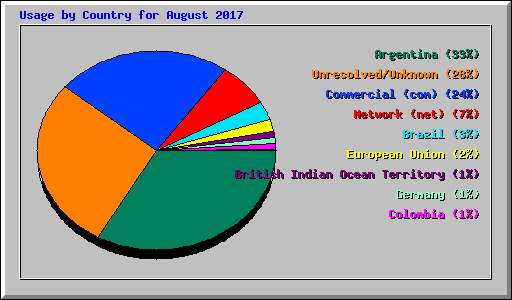 Usage by Country for August 2017
Argentina (33%)
Unresolved/Unknown (28%)
Commercial (com) (24%)
Network (net) (7%)
Brazil (3%)
European Union (2%)
British Indian Ocean Territory (1%)
Germany (1%)
Colombia (1%)